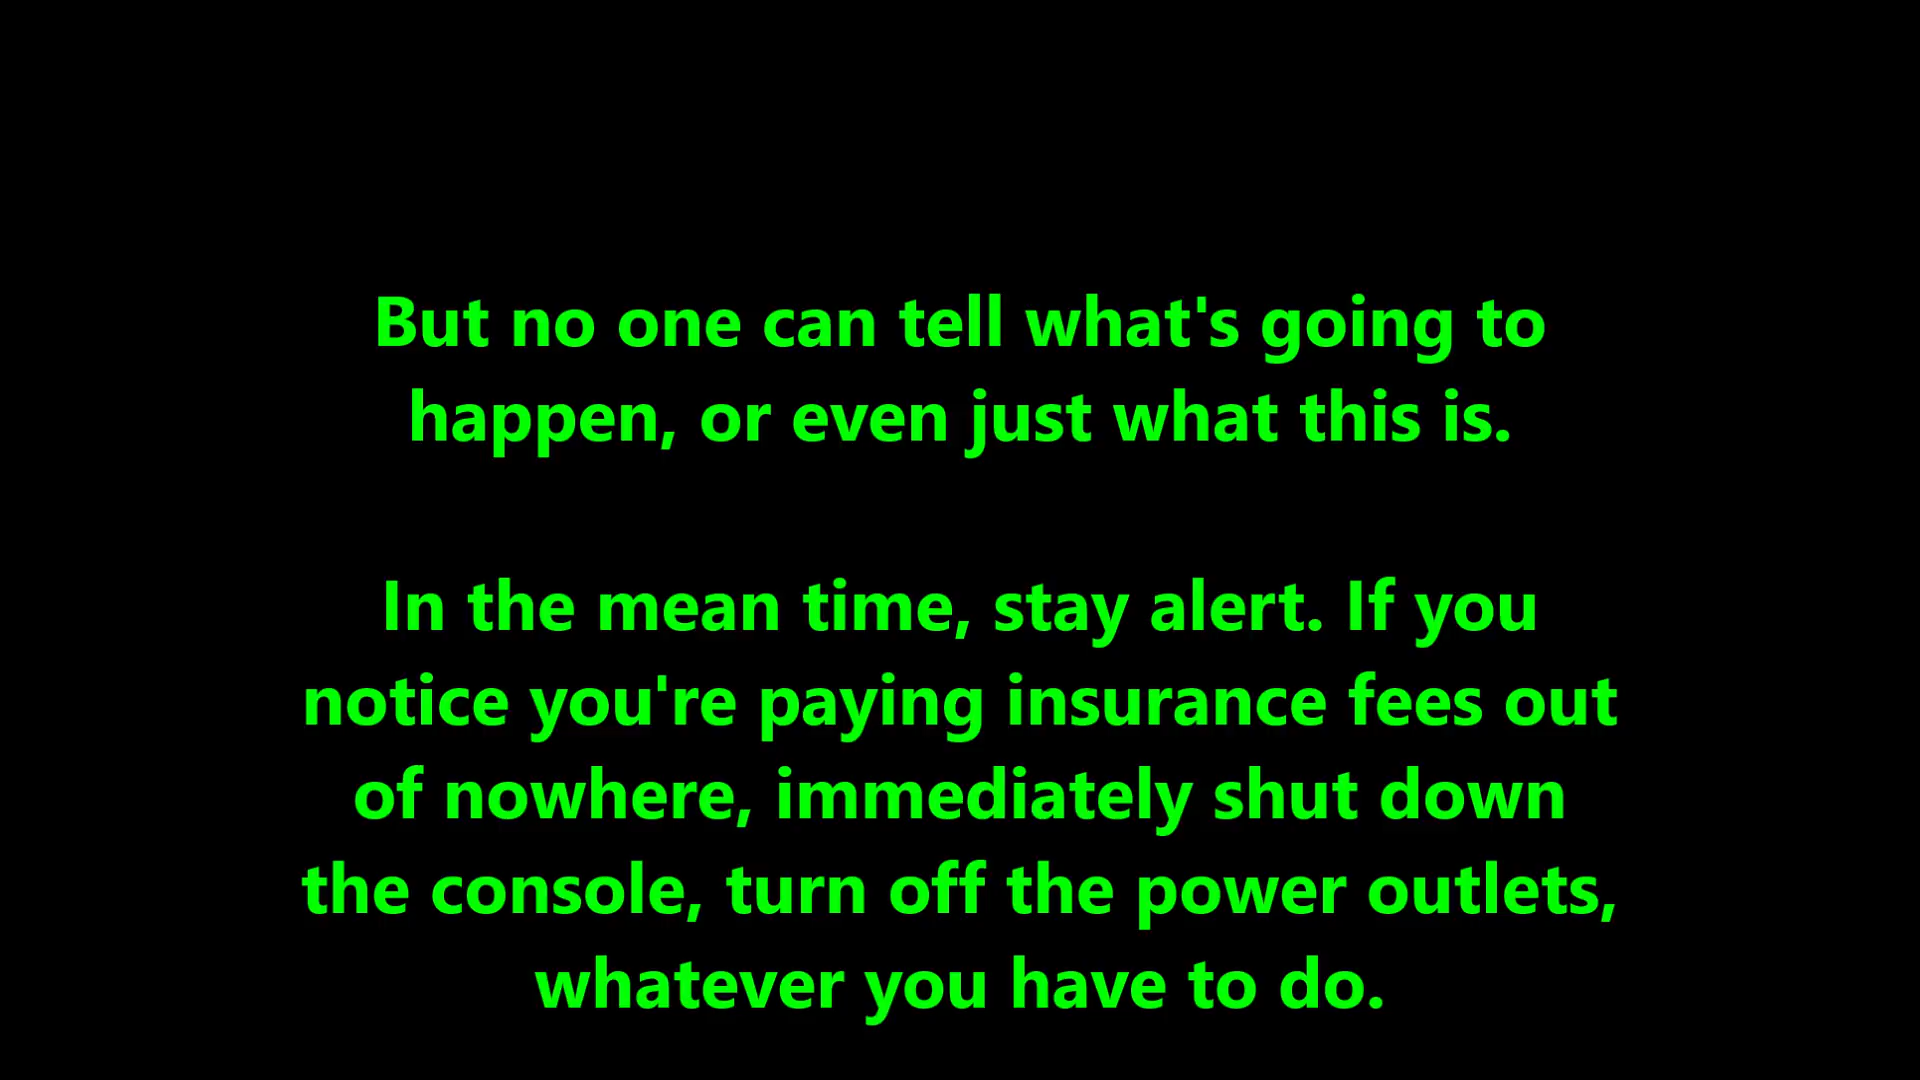 But no one can tell what's going to
happen, or even just what this is.
In the mean time, stay alert. If you
notice you're paying insurance fees out
of nowhere, immediately shut down
the console, turn off the power outlets,
whatever you have to do.